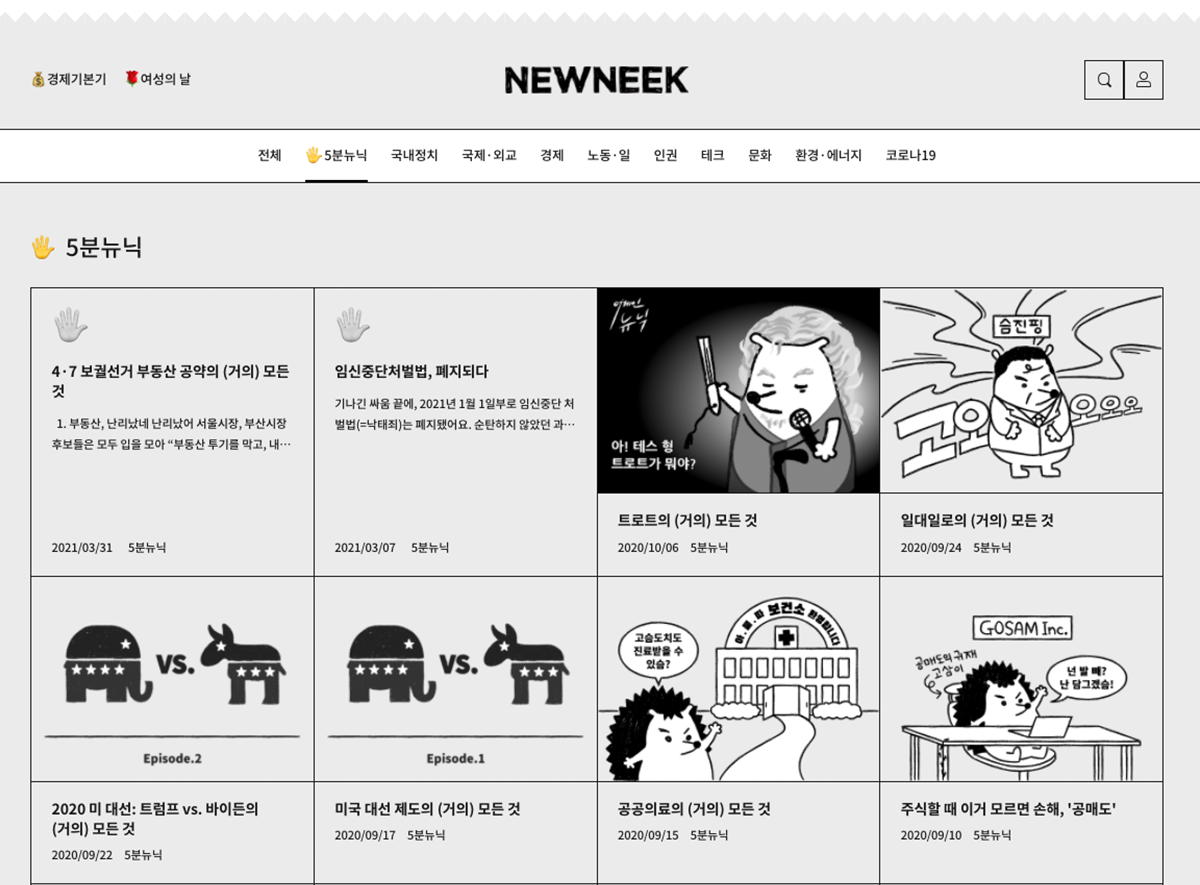 💰경제기본기 🌹여성의 날
NEWNEEK
전체 🖐5분뉴닉 국내정치 국제·외교 경제 노동·일 인권 테크 문화 환경·에너지 코로나19
🖐 5분뉴닉
4·7 보궐선거 부동산 공약의 (거의) 모든
것
1. 부동산, 난리났네 난리났어 서울시장, 부산시장
후보들은 모두 입을 모아 “부동산 투기를 막고, 내…
2021/03/31 5분뉴닉
임신중단처벌법, 폐지되다
기나긴 싸움 끝에, 2021년 1월 1일부로 임신중단 처
벌법(=낙태죄)는 폐지됐어요. 순탄하지 않았던 과…
2021/03/07 5분뉴닉
어게인
뉴닉
아! 테스 형
트로트가 뭐야?
트로트의 (거의) 모든 것
2020/10/06 5분뉴닉
슴진핑
고오
오오오
일대일로의 (거의) 모든 것
2020/09/24 5분뉴닉
VS.
Episode.2
2020 미 대선: 트럼프 vs. 바이든의
(거의) 모든 것
2020/09/22 5분뉴닉
VS.
Episode.1
미국 대선 제도의 (거의) 모든 것
2020/09/17 5분뉴닉
보건소
고슴도치도
진료받을 수
있슴?
공공의료의 (거의) 모든 것
2020/09/15 5분뉴닉
GOSAM Inc.
공매도의 귀재
고삼이
넌 발 빼?
난 담그겠슴!
주식할 때 이거 모르면 손해, '공매도'
2020/09/10 5분뉴닉